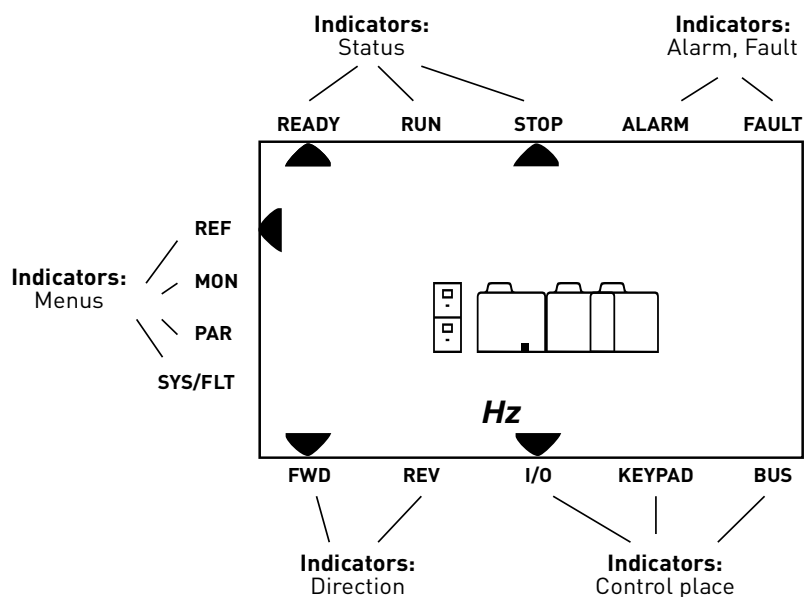 Indicators:
Status
Indicators:
Alarm, Fault
READY RUN STOP ALARM FAULT
REF
MON
PAR
SYS/FLT
Indicators:
Menus
Hz
FWD REV I/O KEYPAD BUS
Indicators:
Direction
Indicators:
Control place